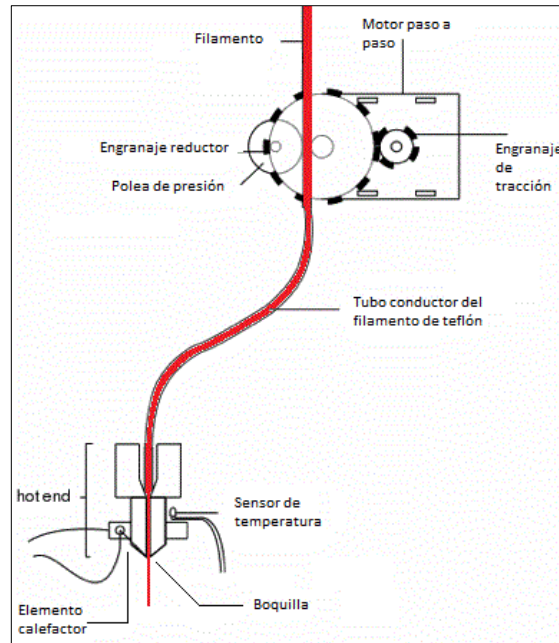 Filamento
Motor paso a
paso
Engranaje reductor
Polea de presión
Engranaje
de
tracción
Tubo conductor del
filamento de teflón
hot end
Sensor de
temperatura
Elemento
calefactor
Boquilla